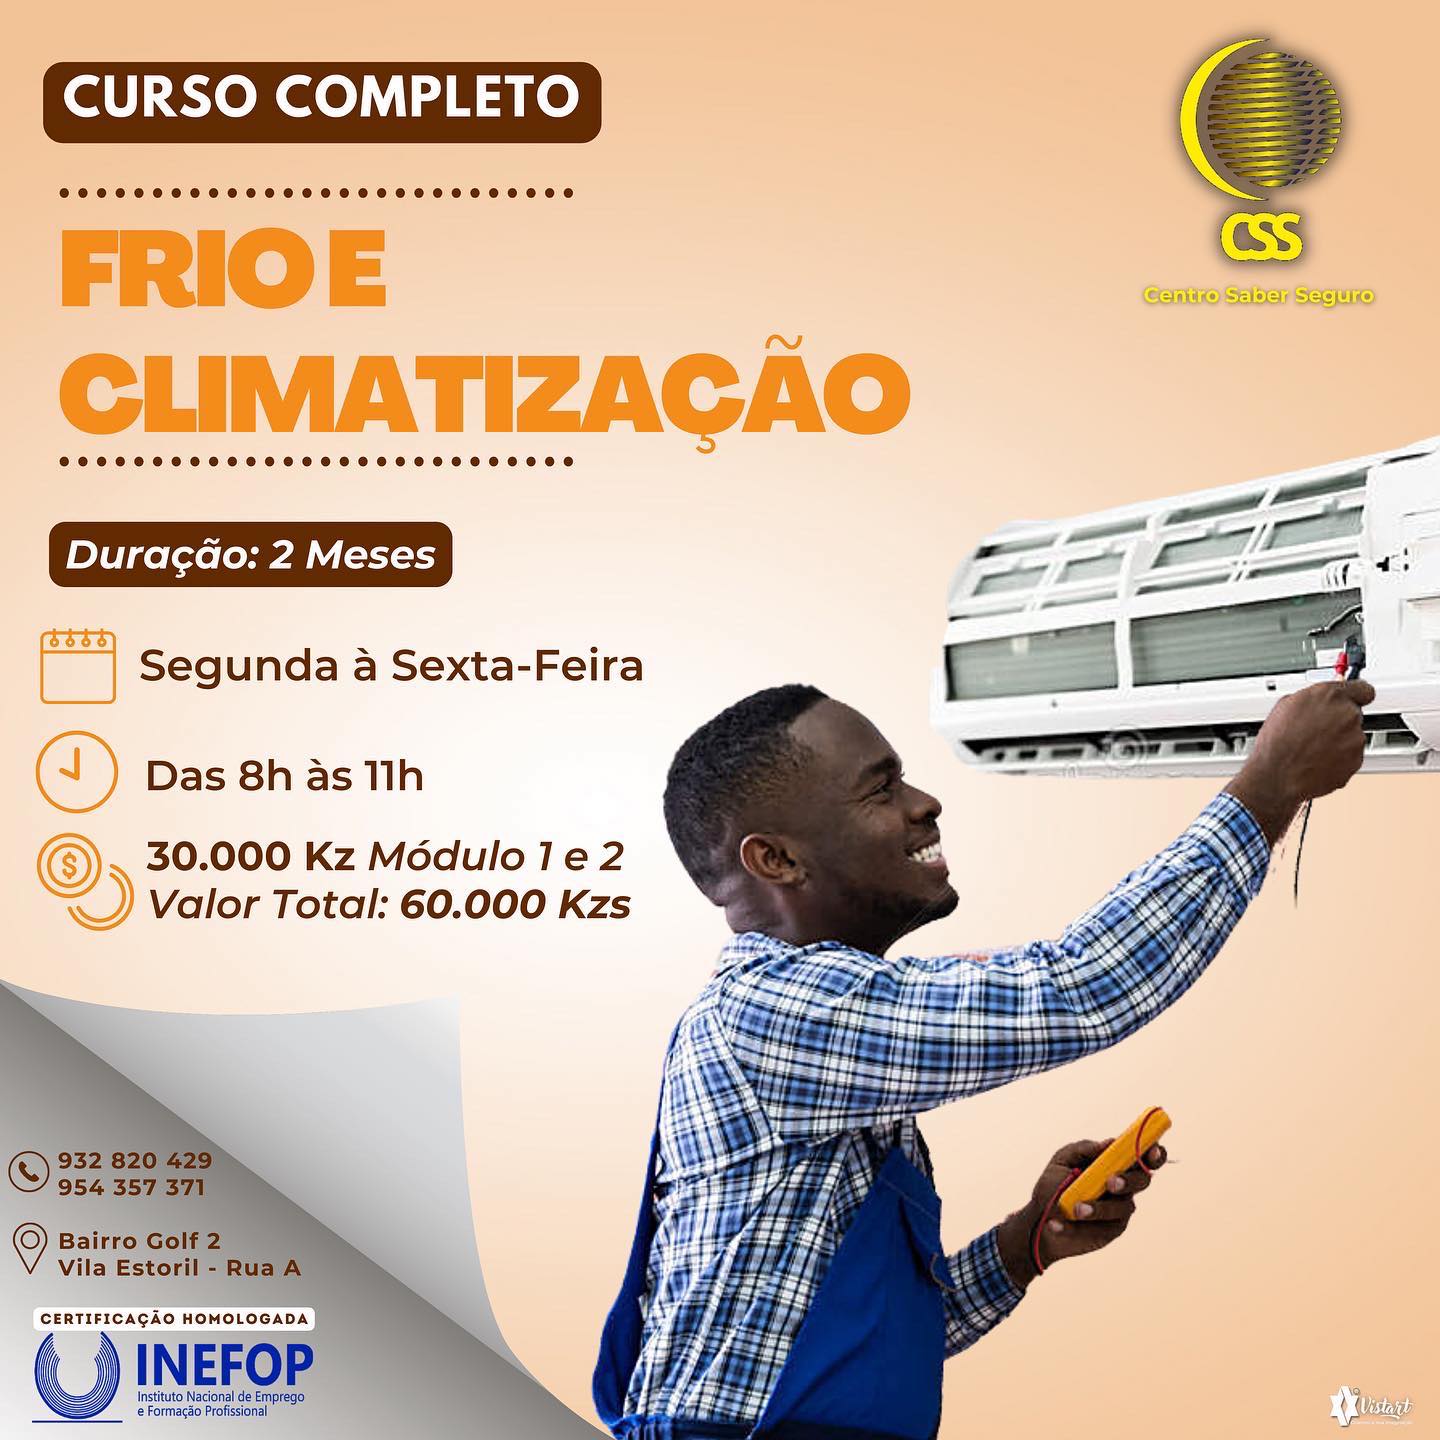 CURSO COMPLETO
CSS
Centro Saber Seguro
FRIO E
CLIMATIZAÇÃO
Duração: 2 Meses
Segunda à Sexta-Feira
Das 8h às 11h
$
30.000 Kz Módulo 1 e 2
Valor Total: 60.000 Kzs
932 820 429
954 357 371
Bairro Golf 2
Vila Estoril - Rua A
CERTIFICAÇÃO HOMOLOGADA
INEFOP
Instituto Nacional de Emprego
e Formação Profissional
Vistart